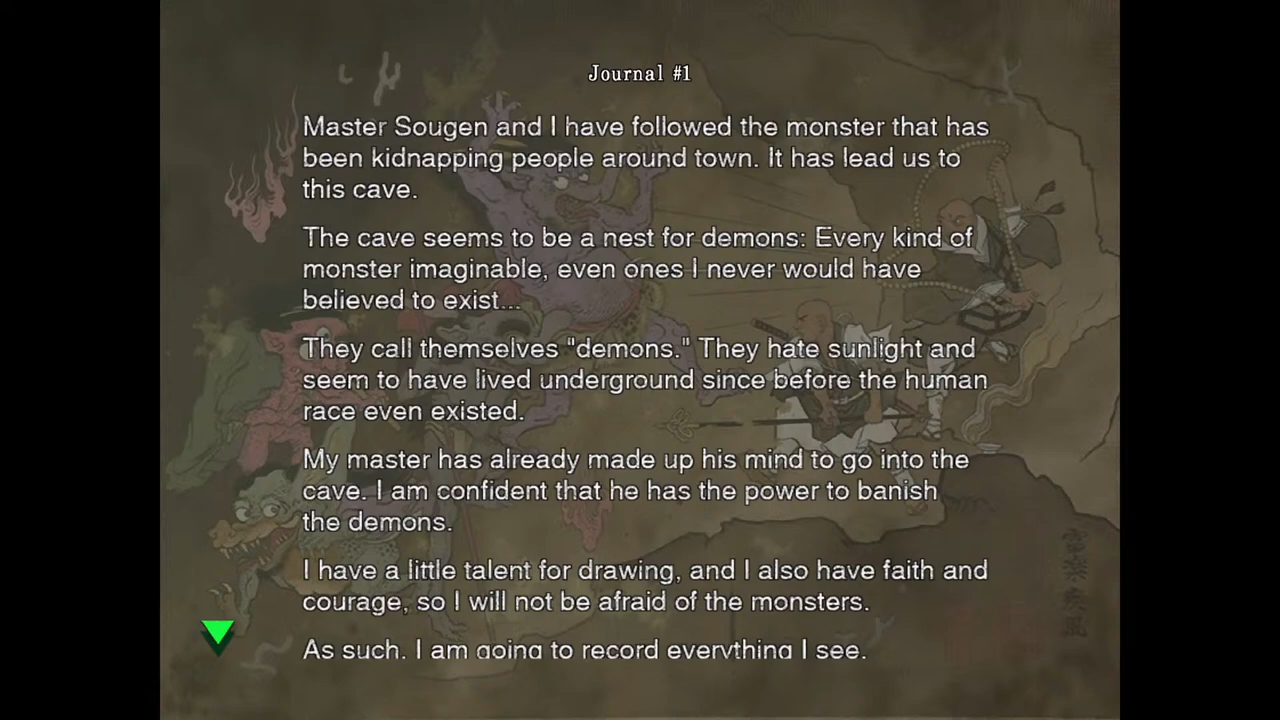 Journal #1
Master Sougen and I have followed the monster that has
been kidnapping people around town. It has lead us to
this cave.
The cave seems to be a nest for demons: Every kind of
monster imaginable, even ones I never would have
believed to exist...
They call themselves "demons." They hate sunlight and
seem to have lived underground since before the human
race even existed.
My master has already made up his mind to go into the
cave. I am confident that he has the power to banish
the demons.
I have a little talent for drawing, and I also have faith and
courage, so I will not be afraid of the monsters.
As such. I am going to record everything I see.